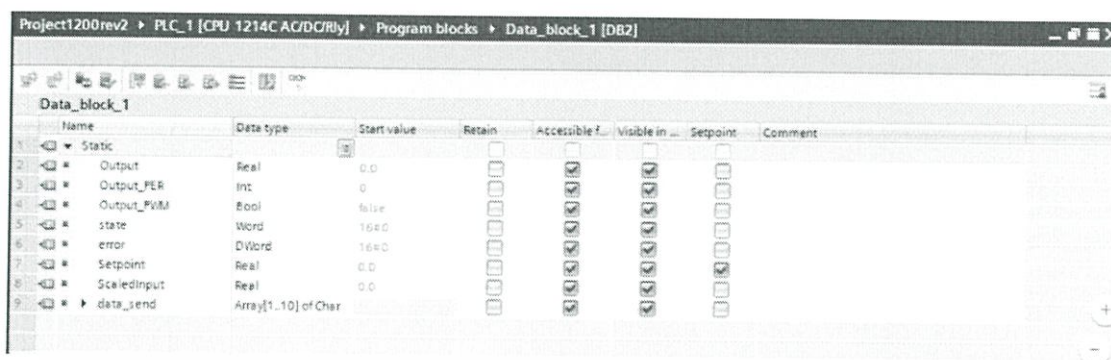 Project1200rev2 ▸ PLC_1 [CPU 1214C AC/DC/Rly] ▸ Program blocks ▸ Data_block_1 [DB2]
Data_block_1
Name Data type Start value Retain Accessible f... Visible in ... Setpoint Comment
1 Static
2 Output Real 0.0
3 Output_PER Int 0
4 Output_PWM Bool false
5 state Word 16#0
6 error DWord 16#0
7 Setpoint Real 0.0
8 ScaledInput Real 0.0
9 data_send Array[1..10] of Char